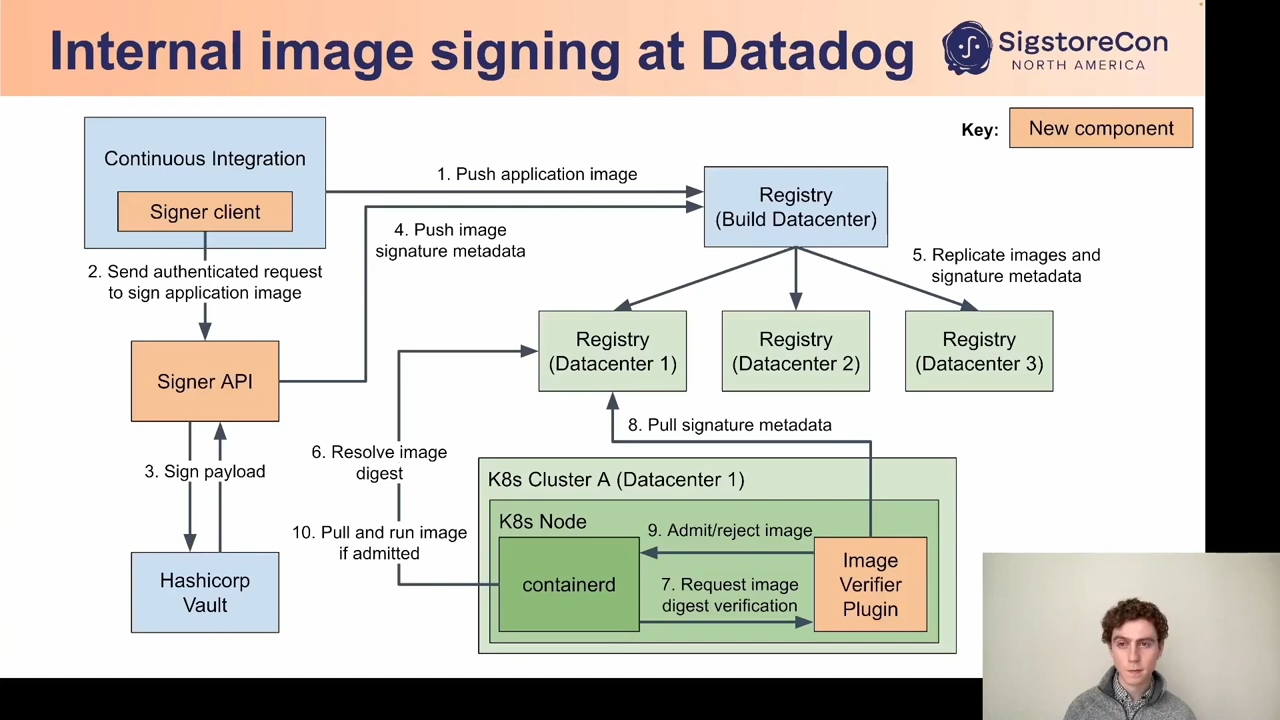 Internal image signing at Datadog
SigstoreCon
NORTH AMERICA
Key:
New component
Continuous Integration
Signer client
1. Push application image
Registry
(Build Datacenter)
4. Push image
signature metadata
2. Send authenticated request
to sign application image
5. Replicate images and
signature metadata
Signer API
Registry
(Datacenter 1)
Registry
(Datacenter 2)
Registry
(Datacenter 3)
8. Pull signature metadata
3. Sign payload
6. Resolve image
digest
K8s Cluster A (Datacenter 1)
K8s Node
10. Pull and run image
if admitted
9. Admit/reject image
containerd
7. Request image
digest verification
Image
Verifier
Plugin
Hashicorp
Vault